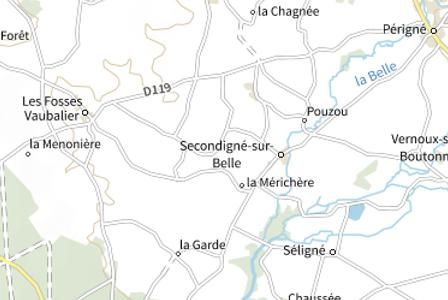 la Chagnée
Périgné
Forêt
la Belle
D119
Les Fosses
Vaubalier
Pouzou
la Menonière
Secondigné-sur-
Belle
Vernoux-s
Boutonn
la Mérichère
la Garde
Séligné
Chaussée